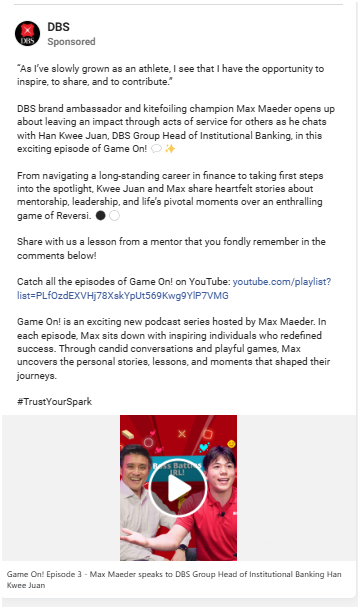 DBS
Sponsored
“As I've slowly grown as an athlete, I see that I have the opportunity to
inspire, to share, and to contribute.”
DBS brand ambassador and kitefoiling champion Max Maeder opens up
about leaving an impact through acts of service for others as he chats
with Han Kwee Juan, DBS Group Head of Institutional Banking, in this
exciting episode of Game On! 💬 ✨
From navigating a long-standing career in finance to taking first steps
into the spotlight, Kwee Juan and Max share heartfelt stories about
mentorship, leadership, and life's pivotal moments over an enthralling
game of Reversi. ⚫ ⚪
Share with us a lesson from a mentor that you fondly remember in the
comments below!
Catch all the episodes of Game On! on YouTube: youtube.com/playlist?
list=PLfOzdEXVHj78XskYpUt569Kwg9YlP7VMG
Game On! is an exciting new podcast series hosted by Max Maeder. In
each episode, Max sits down with inspiring individuals who redefined
success. Through candid conversations and playful games, Max
uncovers the personal stories, lessons, and moments that shaped their
journeys.
#TrustYourSpark
Boss Battles
IRL!
Game On! Episode 3 - Max Maeder speaks to DBS Group Head of Institutional Banking Han
Kwee Juan